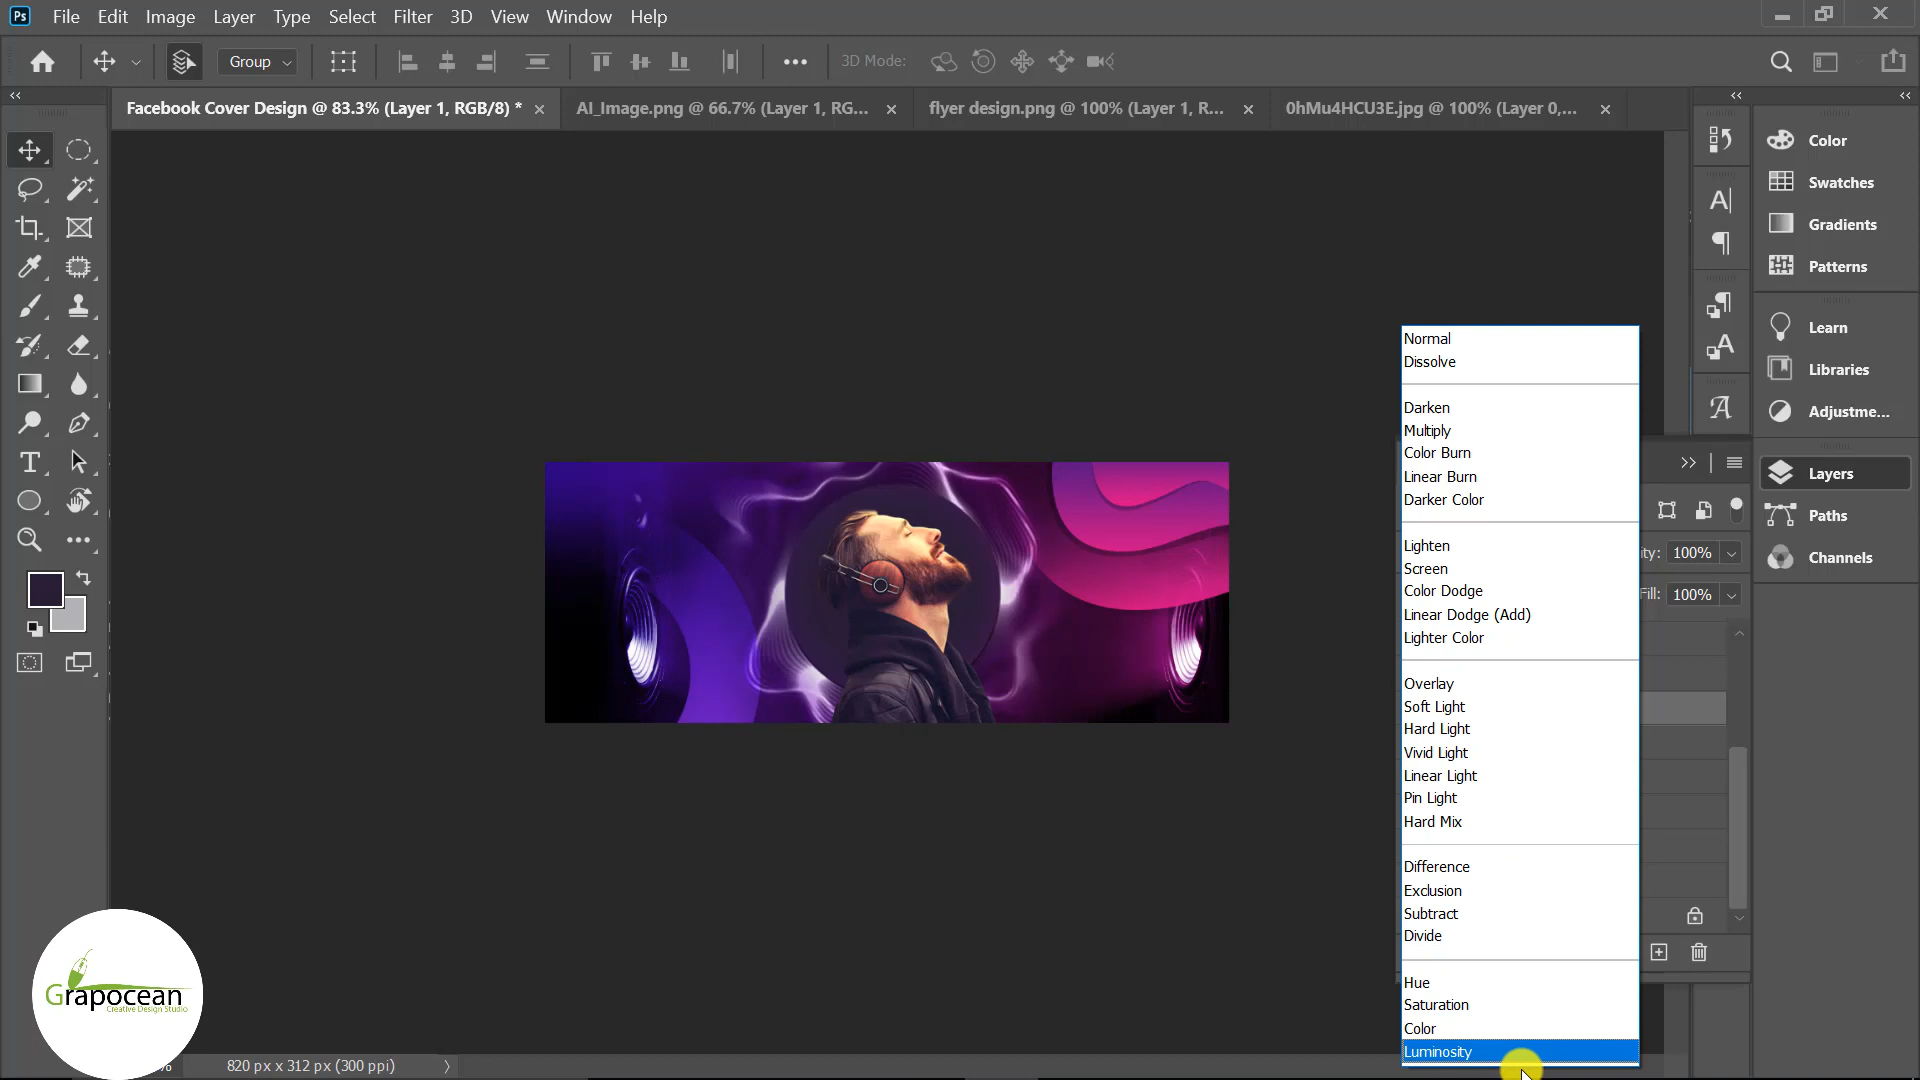 Ps File Edit Image Layer Type Select Filter 3D View Window Help
Group 3D Mode:
Facebook Cover Design @ 83.3% (Layer 1, RGB/8) * × AI_Image.png @ 66.7% (Layer 1, RG... × flyer design.png @ 100% (Layer 1, R... × 0hMu4HCU3E.jpg @ 100% (Layer 0,... ×
Color
Swatches
Gradients
Patterns
Learn
Libraries
Adjustme...
Layers
Paths
Channels
Normal
Dissolve
Darken
Multiply
Color Burn
Linear Burn
Darker Color
Lighten
Screen
Color Dodge
Linear Dodge (Add)
Lighter Color
Overlay
Soft Light
Hard Light
Vivid Light
Linear Light
Pin Light
Hard Mix
Difference
Exclusion
Subtract
Divide
Hue
Saturation
Color
Luminosity
ity: 100%
Fill: 100%
Grapocean
Creative Design Studio
% 820 px x 312 px (300 ppi)